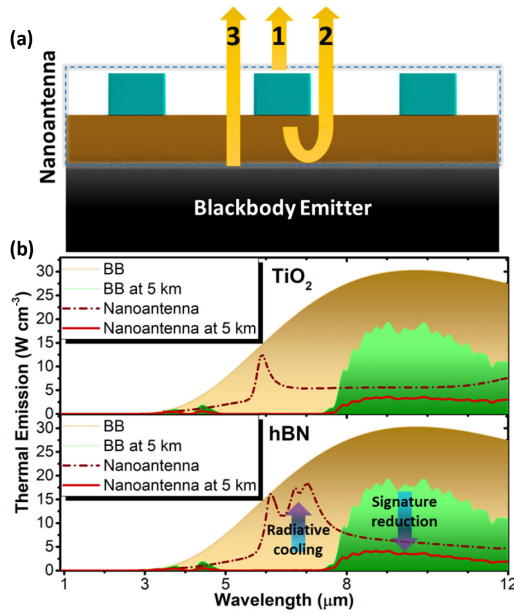 (a)
3 1 2
Nanoantenna
Blackbody Emitter
(b)
Thermal Emission (W cm⁻³)
30
25
20
15
10
5
0
BB
BB at 5 km
Nanoantenna
Nanoantenna at 5 km
TiO₂
30
25
20
15
10
5
0
BB
BB at 5 km
Nanoantenna
Nanoantenna at 5 km
hBN
Radiative
cooling
Signature
reduction
1 3 5 8 10 12
Wavelength (μm)